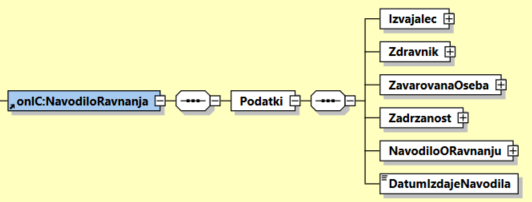 Izvajalec
Zdravnik
ZavarovanaOseba
onIC:NavodiloRavnanja
Podatki
Zadrzanost
NavodiloORavnanju
DatumIzdajeNavodila